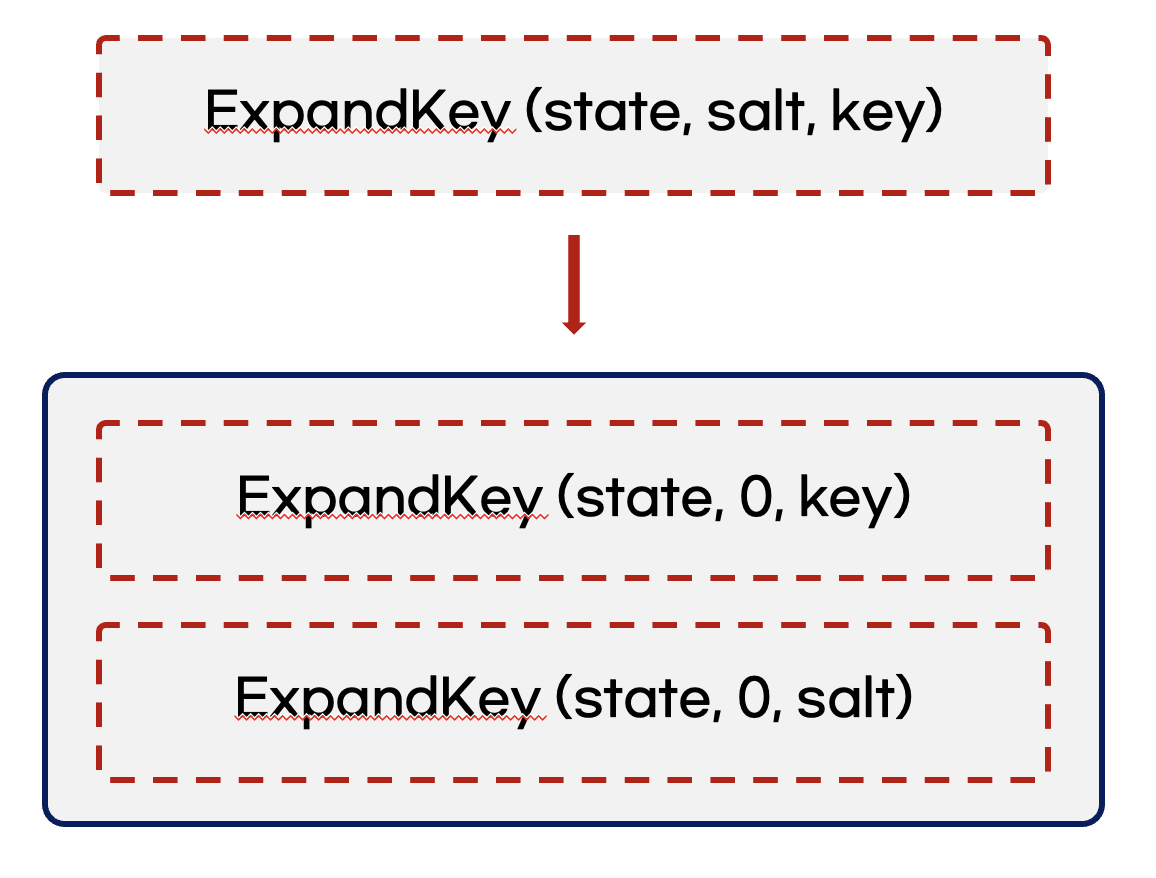 ExpandKey (state, salt, key)
ExpandKey (state, 0, key)
ExpandKey (state, 0, salt)